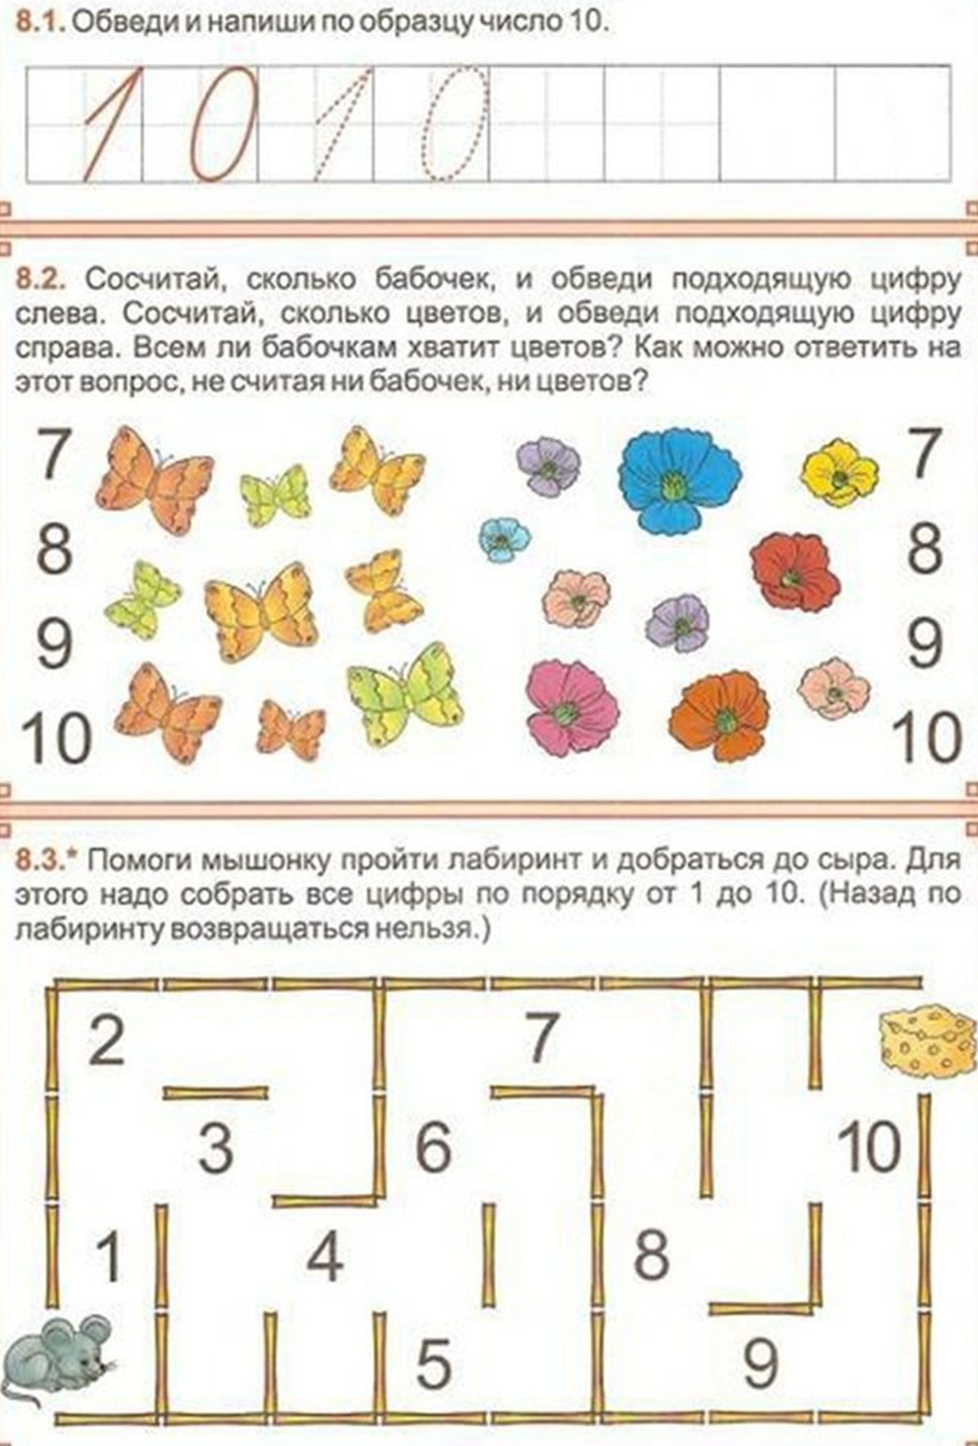 8.1. Обведи и напиши по образцу число 10.
10 10
8.2. Сосчитай, сколько бабочек, и обведи подходящую цифру
слева. Сосчитай, сколько цветов, и обведи подходящую цифру
справа. Всем ли бабочкам хватит цветов? Как можно ответить на
этот вопрос, не считая ни бабочек, ни цветов?
7 7
8 8
9 9
10 10
8.3.* Помоги мышонку пройти лабиринт и добраться до сыра. Для
этого надо собрать все цифры по порядку от 1 до 10. (Назад по
лабиринту возвращаться нельзя.)
2 7
3 6 10
1 4 8
5 9